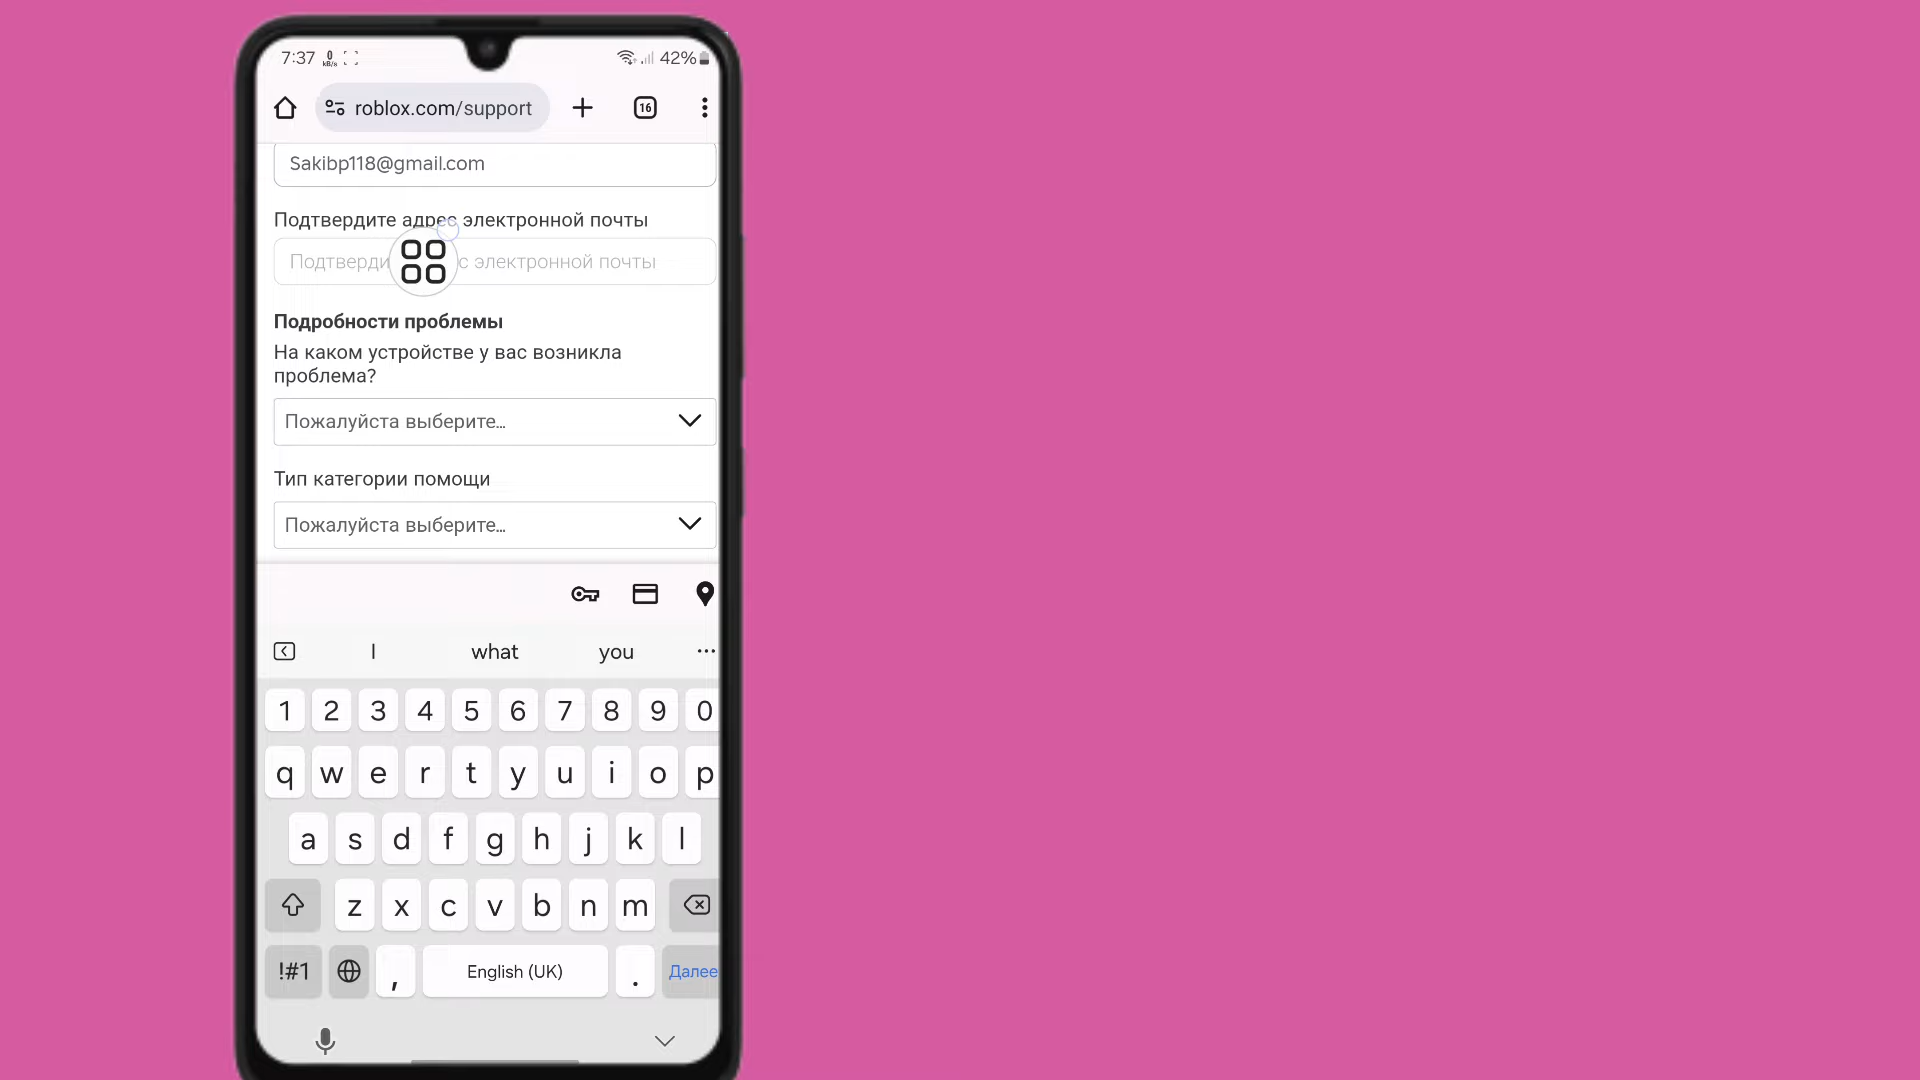 7:37 0 kB/s 42%
roblox.com/support 16
Sakibp118@gmail.com
Подтвердите адрес электронной почты
Подтверди с электронной почты
Подробности проблемы
На каком устройстве у вас возникла
проблема?
Пожалуйста выберите...
Тип категории помощи
Пожалуйста выберите...
I what you ...
1 2 3 4 5 6 7 8 9 0
q w e r t y u i o p
a s d f g h j k l
z x c v b n m
!#1 , English (UK) . Далее